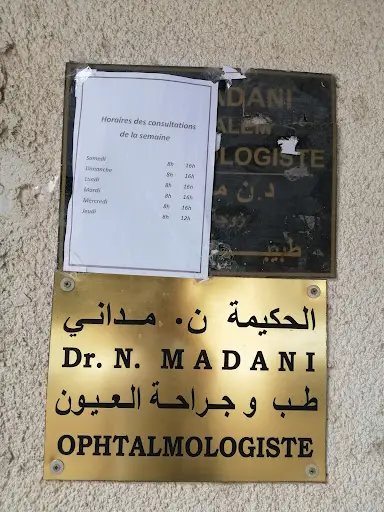 Horaires des consultations
de la semaine
Samedi 8h 16h
Dimanche 8h 16h
Lundi 8h 16h
Mardi 8h 16h
Mercredi 8h 16h
Jeudi 8h 12h
MADANI
ALEM
OLOGISTE
د. ن
طبيب
الحكيمة ن. مداني
Dr. N. MADANI
طب و جراحة العيون
OPHTALMOLOGISTE